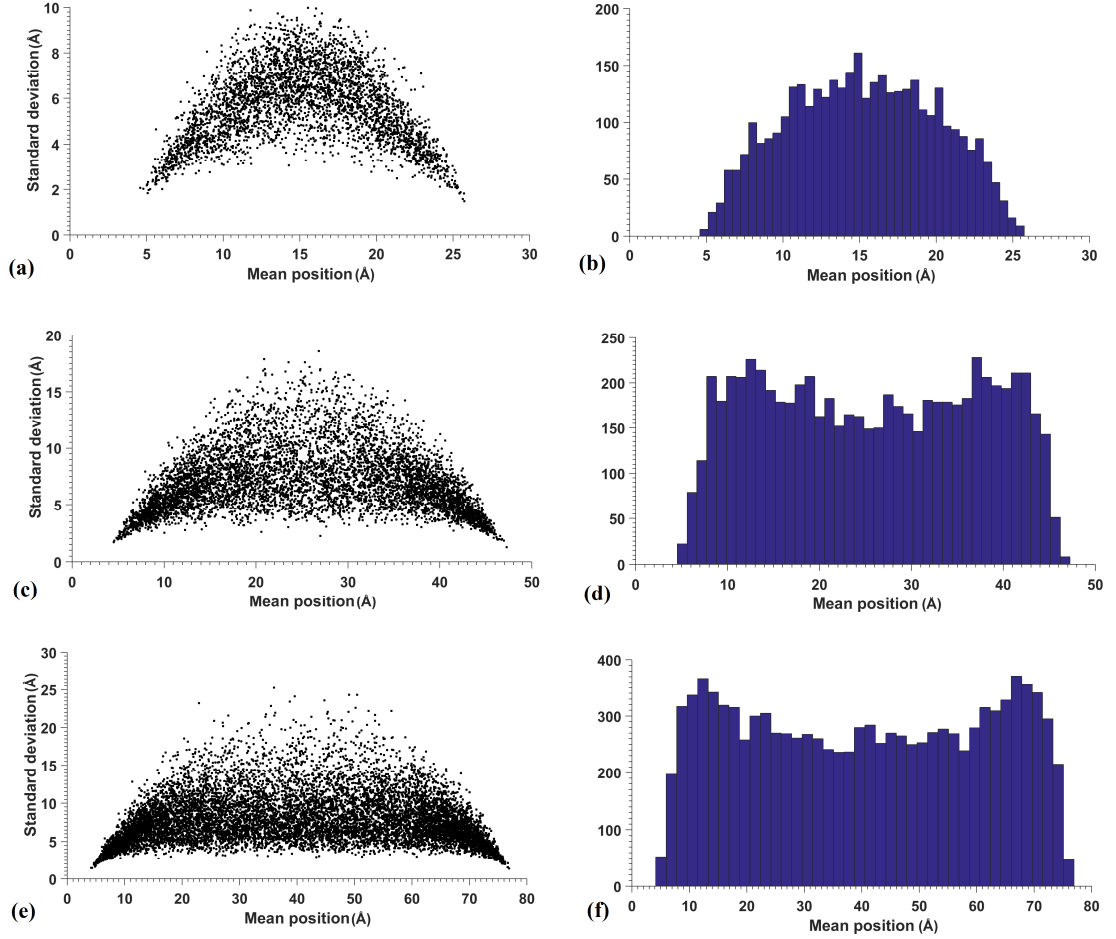 10
8
6
4
2
0
Standard deviation (Å)
0 5 10 15 20 25 30
Mean position (Å)
(a)
200
150
100
50
0
0 5 10 15 20 25 30
Mean position (Å)
(b)
20
15
10
5
0
Standard deviation (Å)
0 10 20 30 40 50
Mean position (Å)
(c)
250
200
150
100
50
0
0 10 20 30 40 50
Mean position (Å)
(d)
30
25
20
15
10
5
0
Standard deviation (Å)
0 10 20 30 40 50 60 70 80
Mean position (Å)
(e)
400
300
200
100
0
0 10 20 30 40 50 60 70 80
Mean position (Å)
(f)